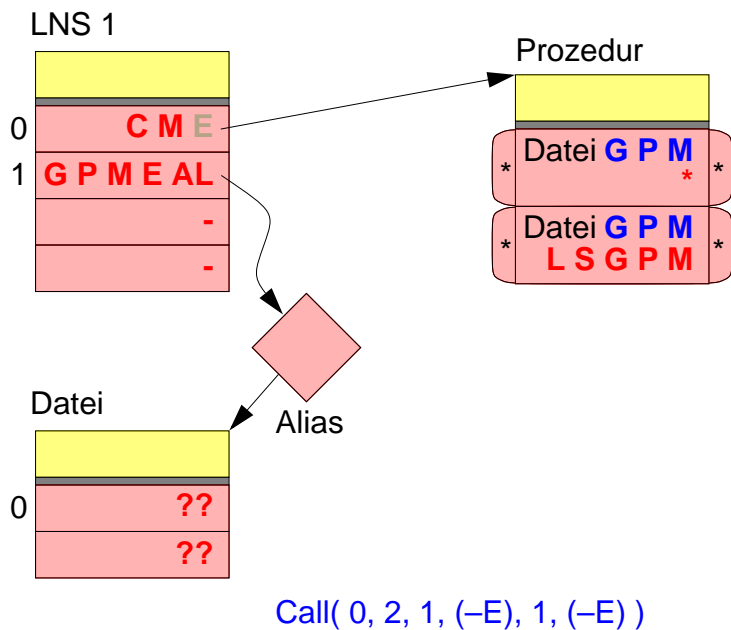 LNS 1
Prozedur
0
C M E
1
G P M E AL
-
-
Datei G P M
*
* *
Datei G P M
L S G P M
* *
Alias
Datei
0
??
??
Call( 0, 2, 1, (–E), 1, (–E) )